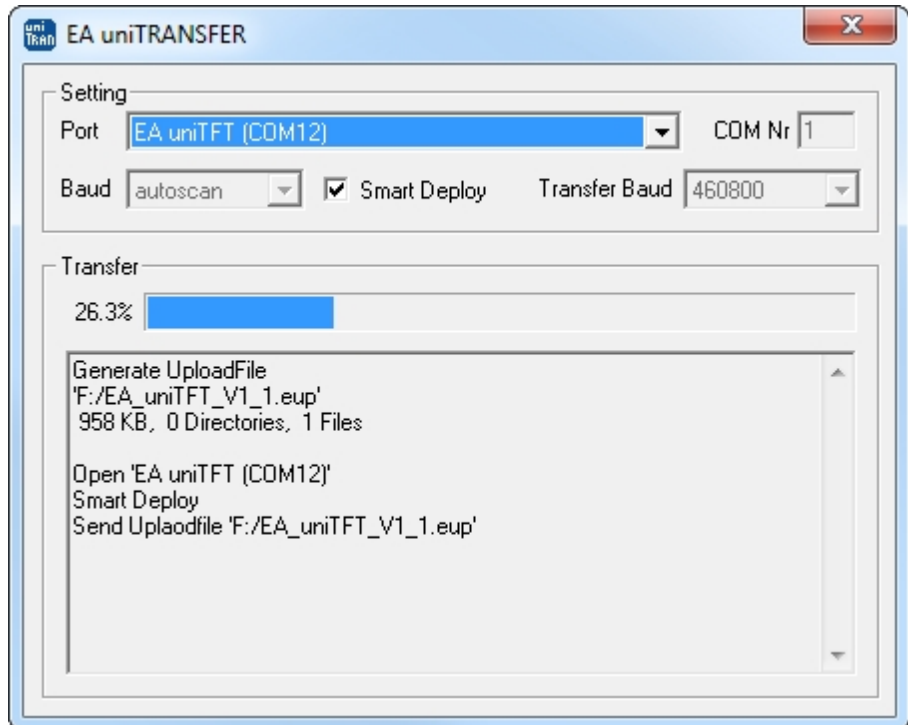 uni
TRAN
EA uniTRANSFER
Setting
Port EA uniTFT (COM12) COM Nr 1
Baud autoscan Smart Deploy Transfer Baud 460800
Transfer
26.3%
Generate UploadFile
'F:/EA_uniTFT_V1_1.eup'
958 KB, 0 Directories, 1 Files
Open 'EA uniTFT (COM12)'
Smart Deploy
Send Uplaodfile 'F:/EA_uniTFT_V1_1.eup'